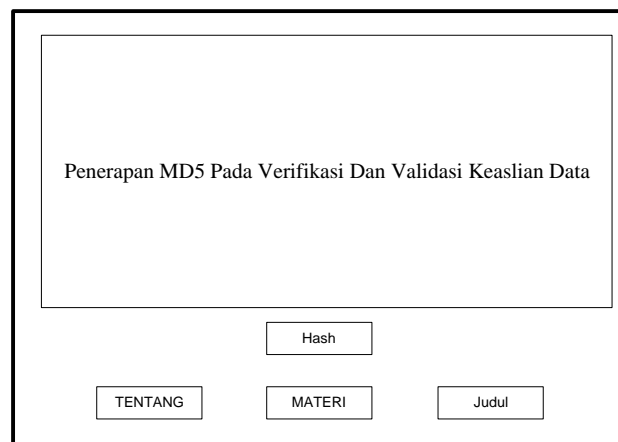 Penerapan MD5 Pada Verifikasi Dan Validasi Keaslian Data
Hash
TENTANG MATERI Judul